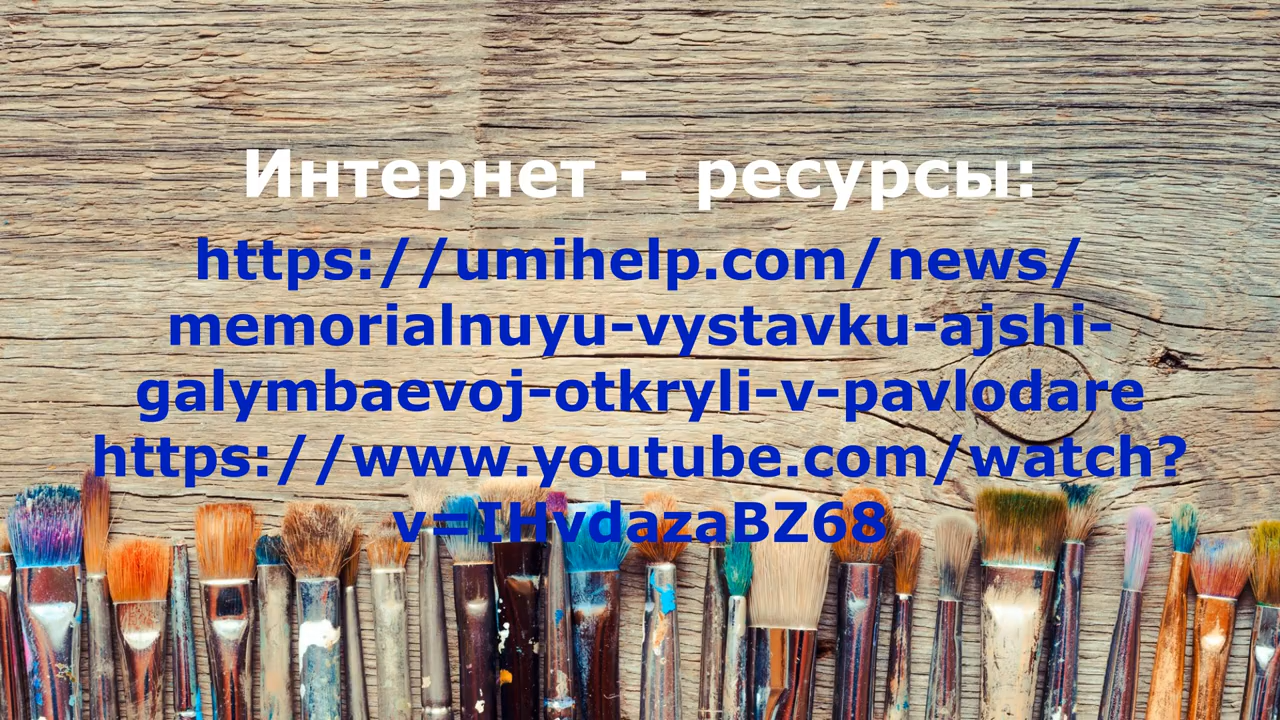 Интернет -  ресурсы:
https://umihelp.com/news/
memorialnuyu-vystavku-ajshi-
galymbaevoj-otkryli-v-pavlodare
https://www.youtube.com/watch?
v=IHvdazaBZ68